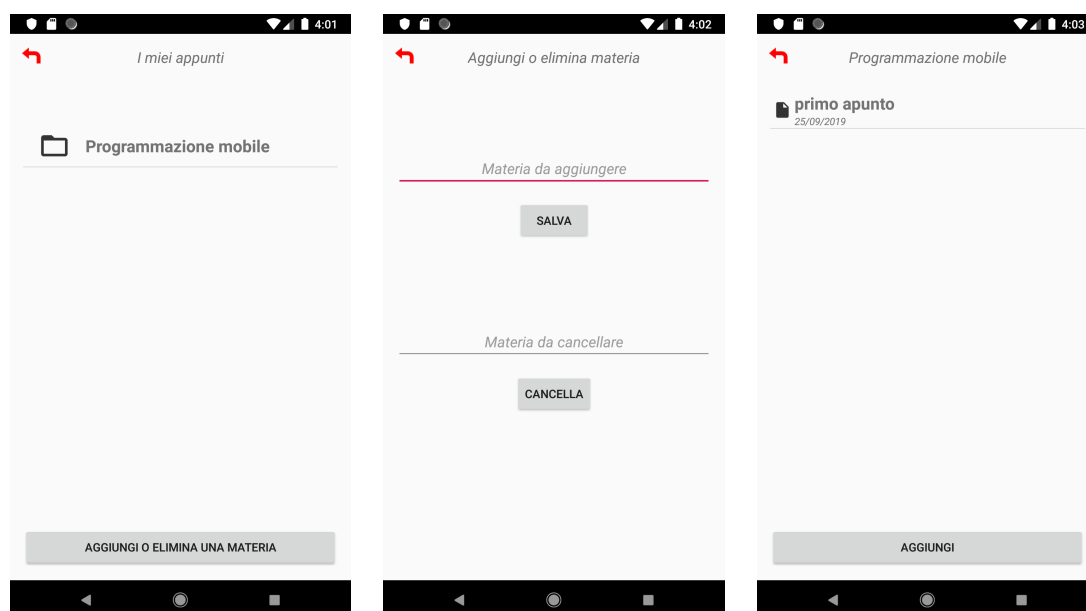 4:01
I miei appunti
Programmazione mobile
AGGIUNGI O ELIMINA UNA MATERIA
4:02
Aggiungi o elimina materia
Materia da aggiungere
SALVA
Materia da cancellare
CANCELLA
4:03
Programmazione mobile
primo apunto
25/09/2019
AGGIUNGI